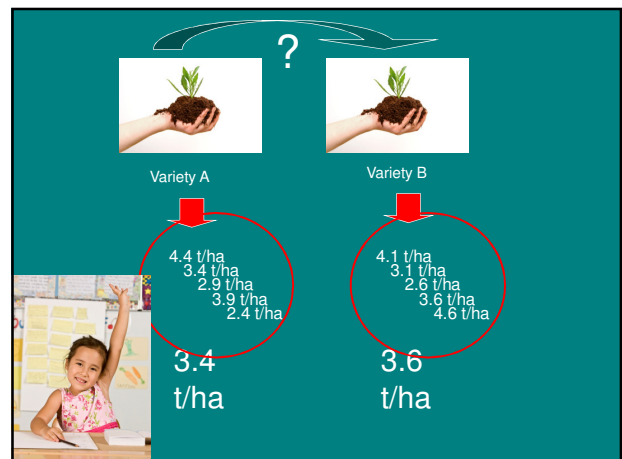 ?
Variety A
Variety B
4.4 t/ha
3.4 t/ha
2.9 t/ha
3.9 t/ha
2.4 t/ha
4.1 t/ha
3.1 t/ha
2.6 t/ha
3.6 t/ha
4.6 t/ha
3.4
t/ha
3.6
t/ha